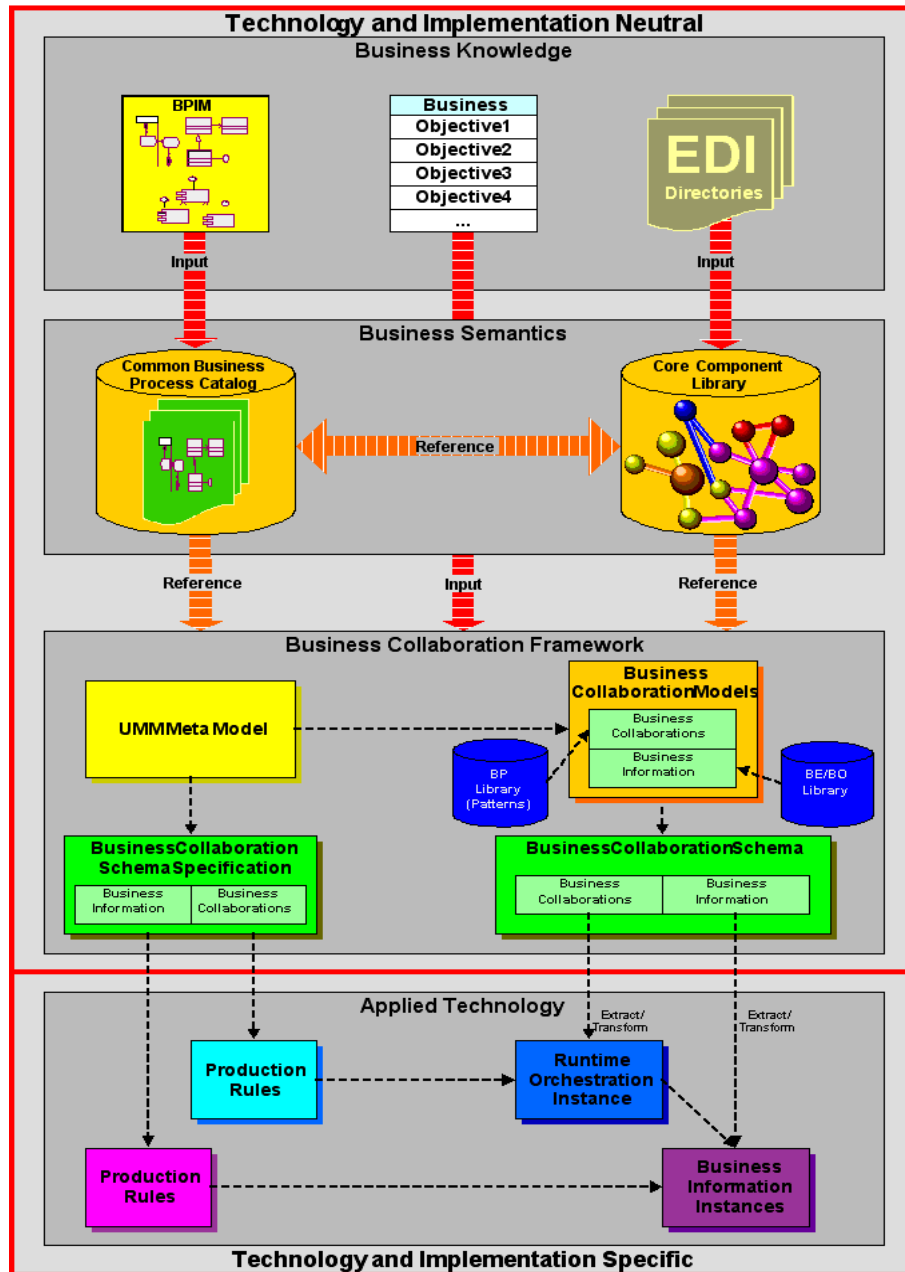 Technology and Implementation Neutral
Business Knowledge
BPIM
Business
Objective1
Objective2
Objective3
Objective4
...
EDI
Directories
Input
Input
Business Semantics
Common Business
Process Catalog
Core Component
Library
Reference
Reference
Input
Reference
Business Collaboration Framework
UMMMeta Model
Business
CollaborationModels
Business
Collaborations
Business
Information
BP
Library
(Patterns)
BE/BO
Library
BusinessCollaboration
SchemaSpecification
Business
Information
Business
Collaborations
BusinessCollaborationSchema
Business
Collaborations
Business
Information
Applied Technology
Extract/
Transform
Extract/
Transform
Production
Rules
Runtime
Orchestration
Instance
Production
Rules
Business
Information
Instances
Technology and Implementation Specific